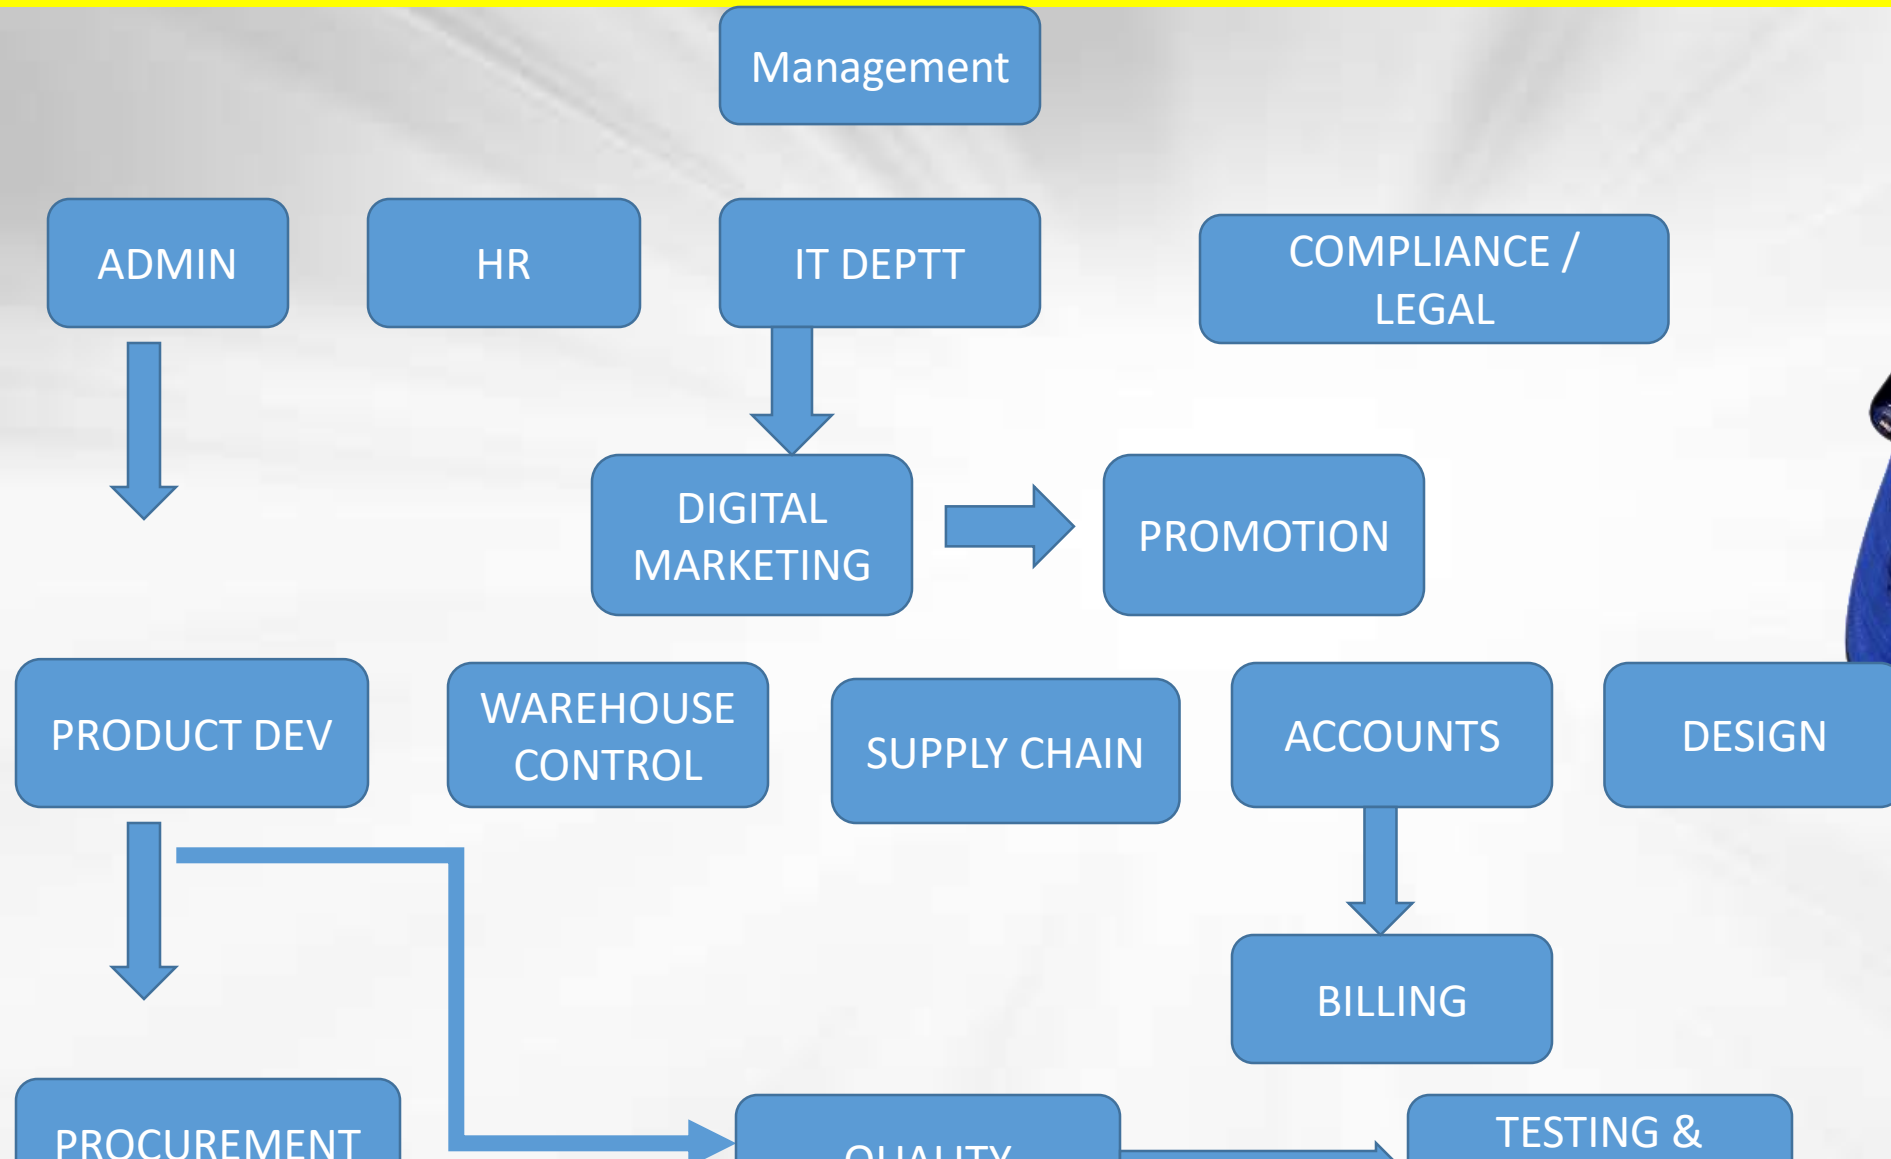 Management
ADMIN
HR
IT DEPTT
COMPLIANCE /
LEGAL
DIGITAL
MARKETING
PROMOTION
PRODUCT DEV
WAREHOUSE
CONTROL
SUPPLY CHAIN
ACCOUNTS
DESIGN
BILLING
PROCUREMENT
QUALITY
TESTING &